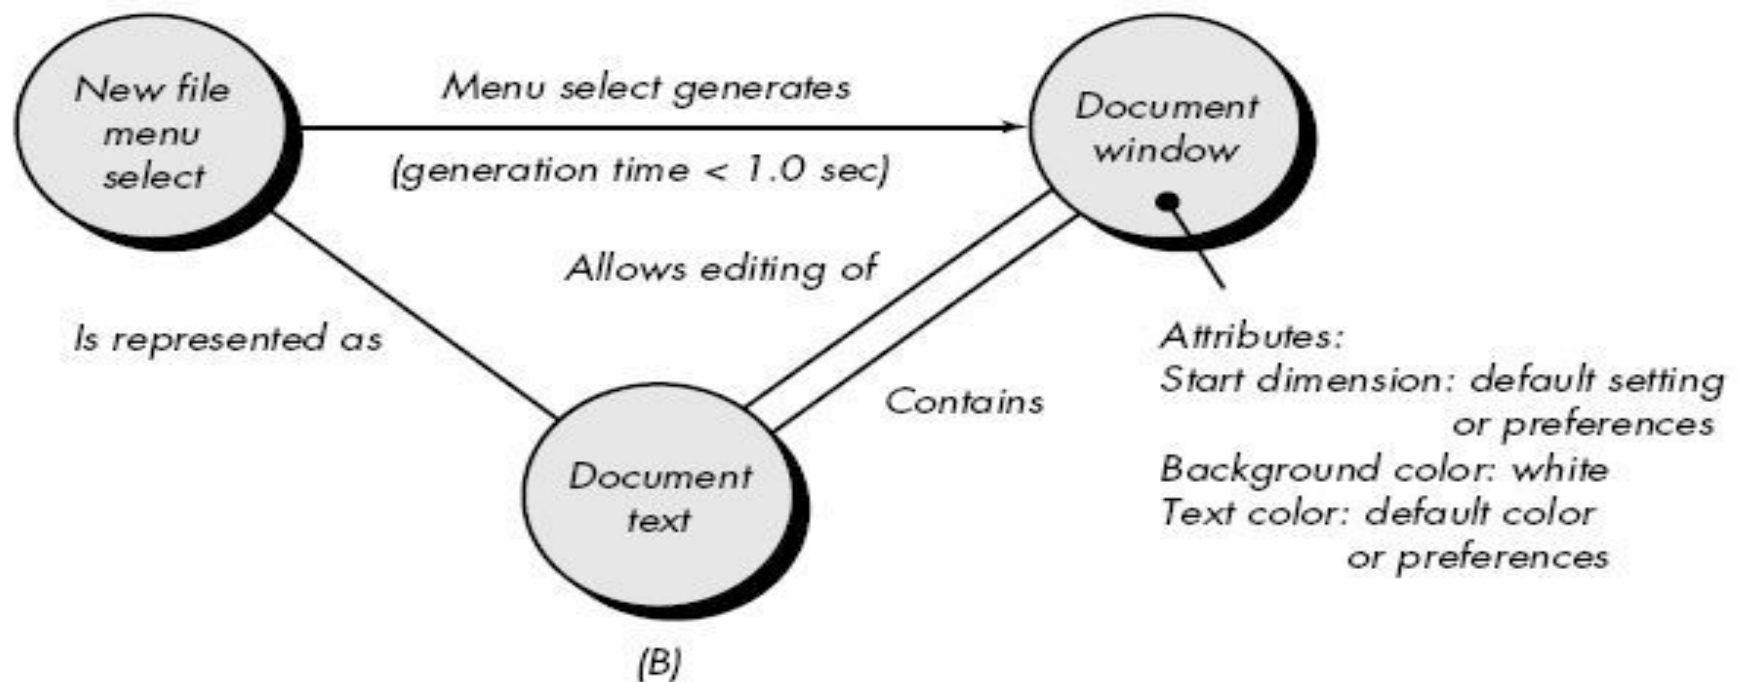 New file
menu
select
Menu select generates
(generation time < 1.0 sec)
Document
window
Allows editing of
Is represented as
Contains
Attributes:
Start dimension: default setting
or preferences
Background color: white
Text color: default color
or preferences
Document
text
(B)